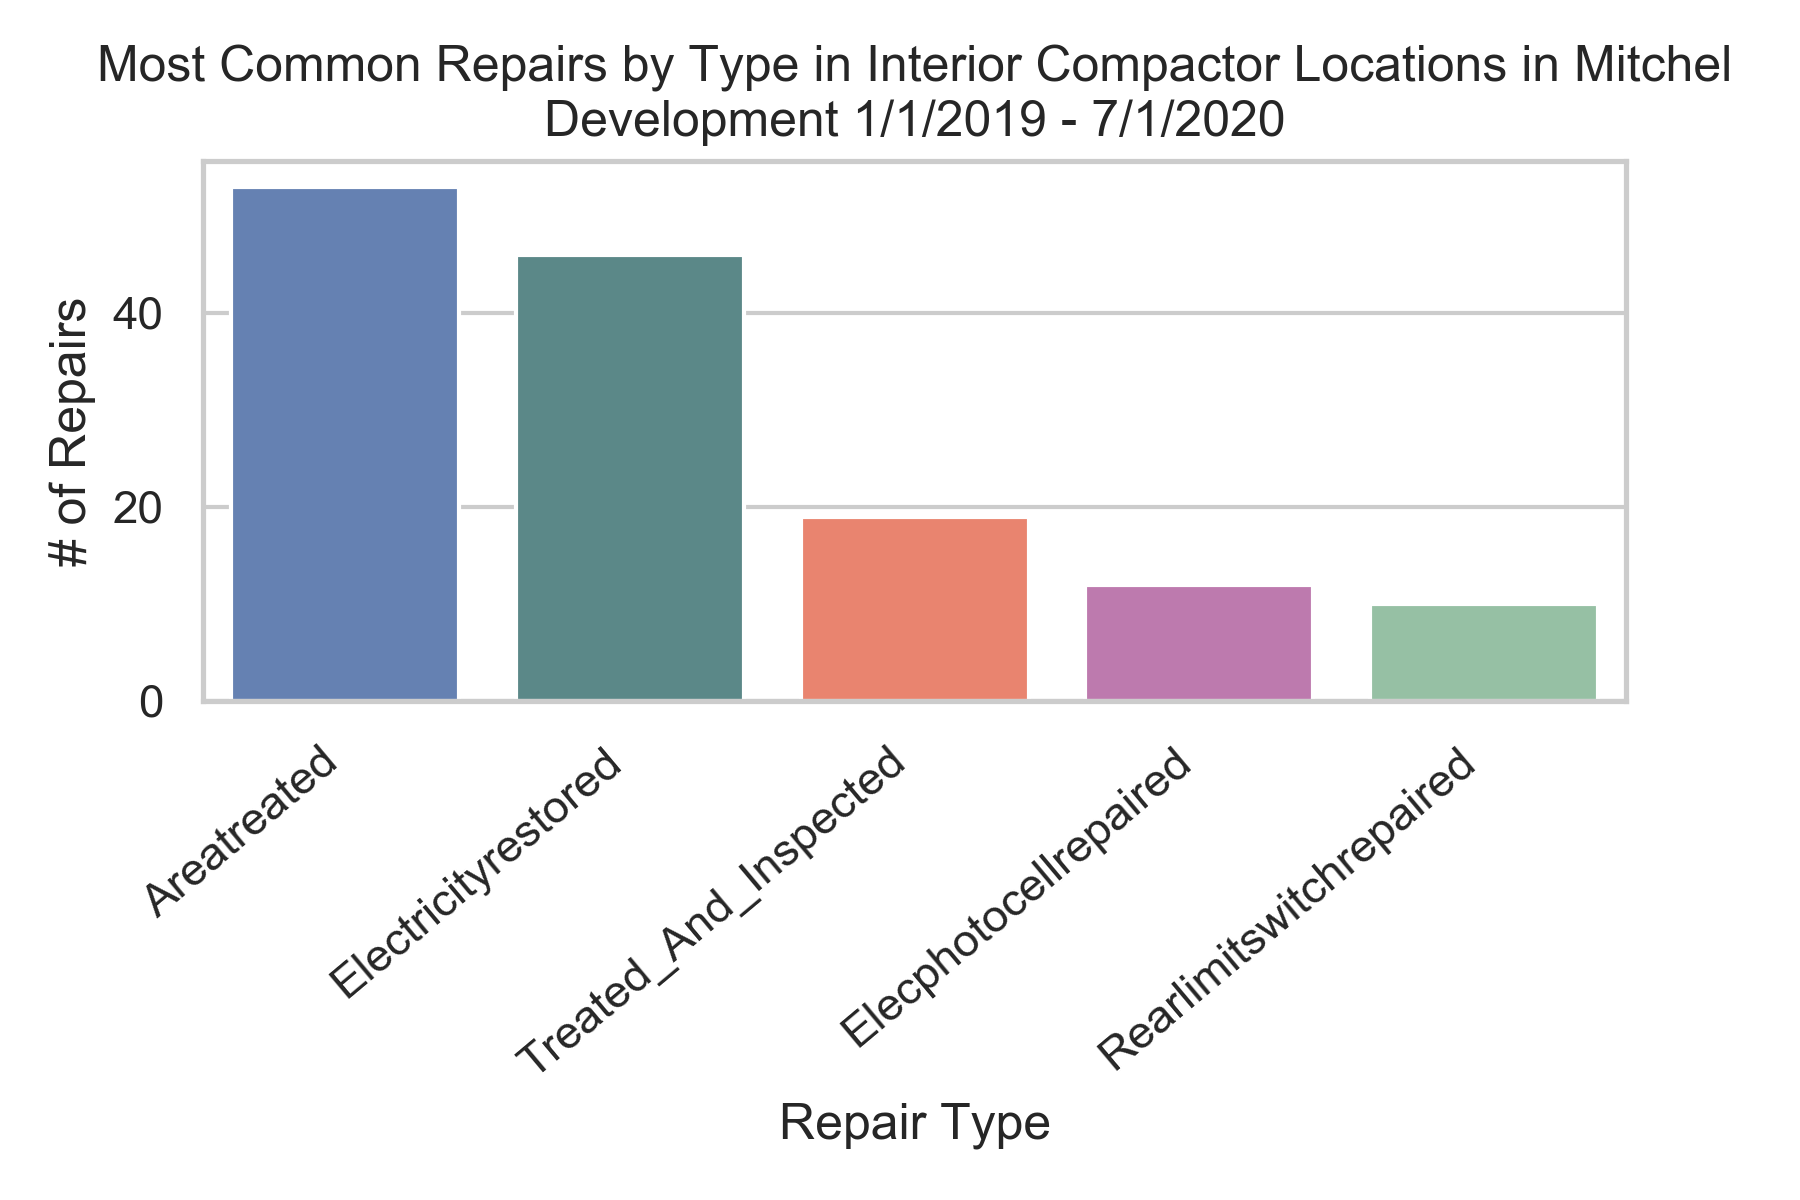 Most Common Repairs by Type in Interior Compactor Locations in Mitchel
Development 1/1/2019 - 7/1/2020
# of Repairs
40
20
0
Areatreated
Electricityrestored
Treated_And_Inspected
Elecphotocellrepaired
Rearlimitswitchrepaired
Repair Type